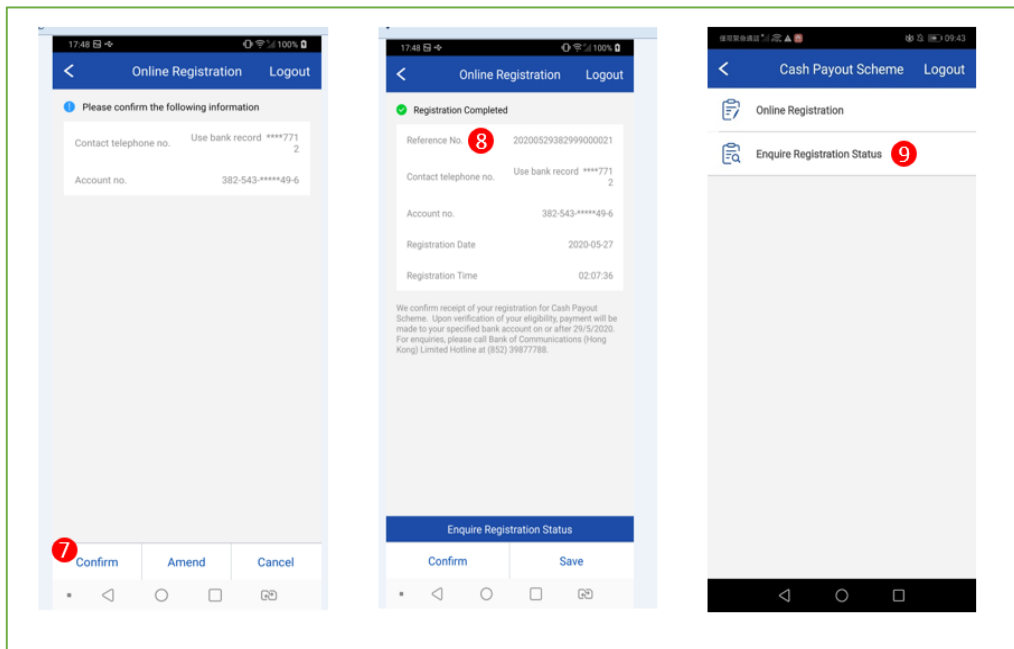 17:48 100%
Online Registration Logout
Please confirm the following information
Contact telephone no. Use bank record ****771
2
Account no. 382-543-*****49-6
7
Confirm Amend Cancel
17:48 100%
Online Registration Logout
Registration Completed
Reference No. 8 20200529382999000021
Contact telephone no. Use bank record ****771
2
Account no. 382-543-*****49-6
Registration Date 2020-05-27
Registration Time 02:07:36
We confirm receipt of your registration for Cash Payout
Scheme. Upon verification of your eligibility, payment will be
made to your specified bank account on or after 29/5/2020.
For enquiries, please call Bank of Communications (Hong
Kong) Limited Hotline at (852) 39877788.
Enquire Registration Status
Confirm Save
09:43
Cash Payout Scheme Logout
Online Registration
Enquire Registration Status 9